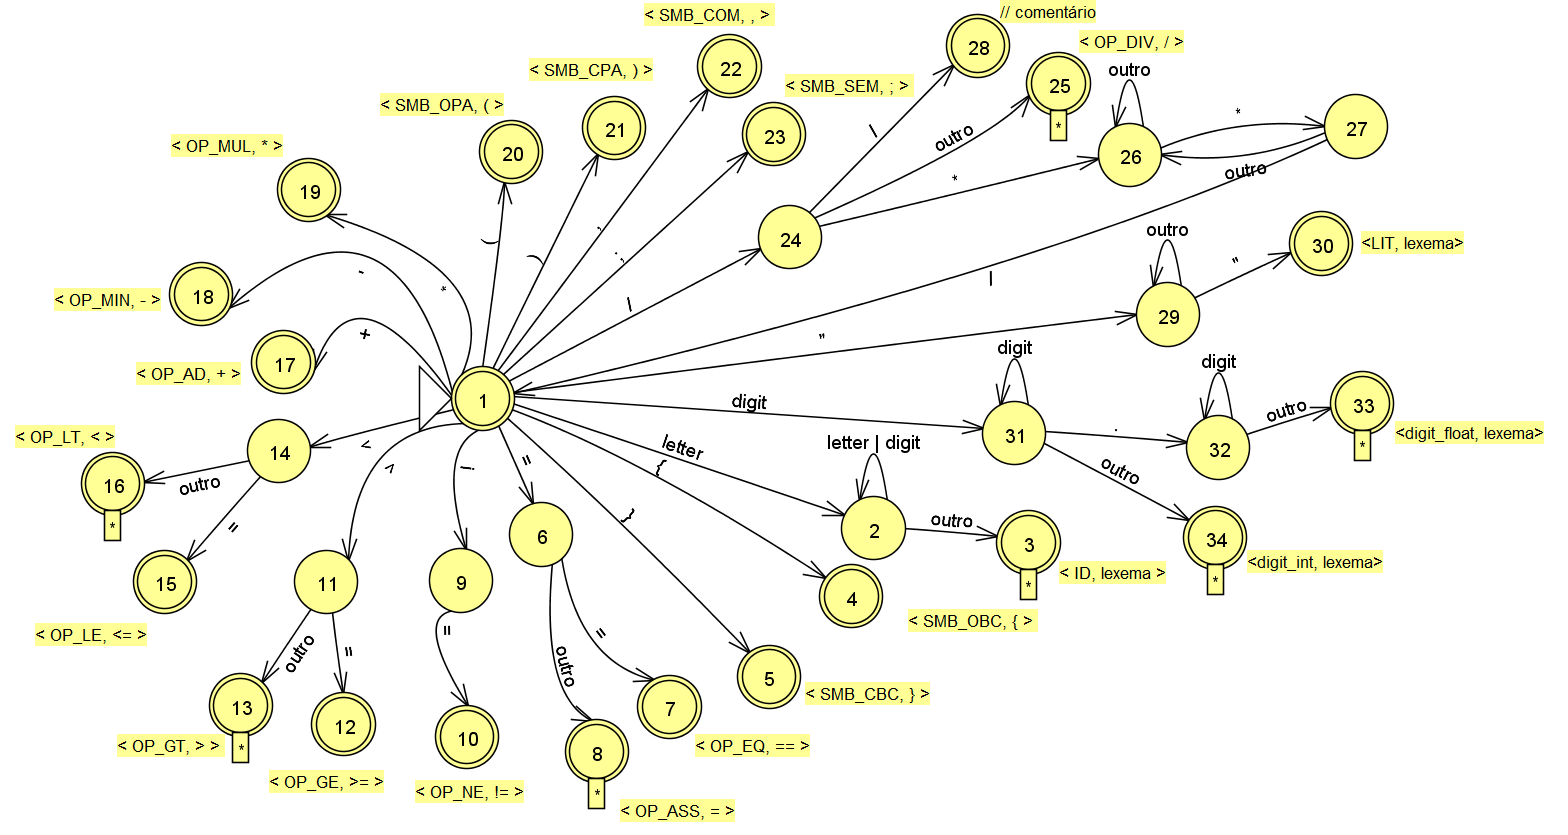 // comentário
< SMB_COM, , >
28
< OP_DIV, / >
22
outro
< SMB_CPA, ) >
< SMB_SEM, ; >
25
< SMB_OPA, ( >
*
*
21
23
/
outro
26
27
< OP_MUL, * >
20
19
*
outro
(
)
,
;
24
outro
30
<LIT, lexema>
"
-
*
/
/
18
< OP_MIN, - >
29
+
"
digit
digit
17
< OP_AD, + >
1
digit
outro
33
<digit_float, lexema>
*
.
31
32
< OP_LT, < >
14
<
>
!
=
letter
{
letter | digit
outro
16
outro
*
}
2
outro
3
*
34
*
<digit_int, lexema>
=
6
15
11
9
< ID, lexema >
4
< SMB_OBC, { >
< OP_LE, <= >
outro
=
=
outro
=
5
< SMB_CBC, } >
13
*
12
10
7
< OP_GT, > >
< OP_EQ, == >
8
*
< OP_GE, >= >
< OP_NE, != >
< OP_ASS, = >